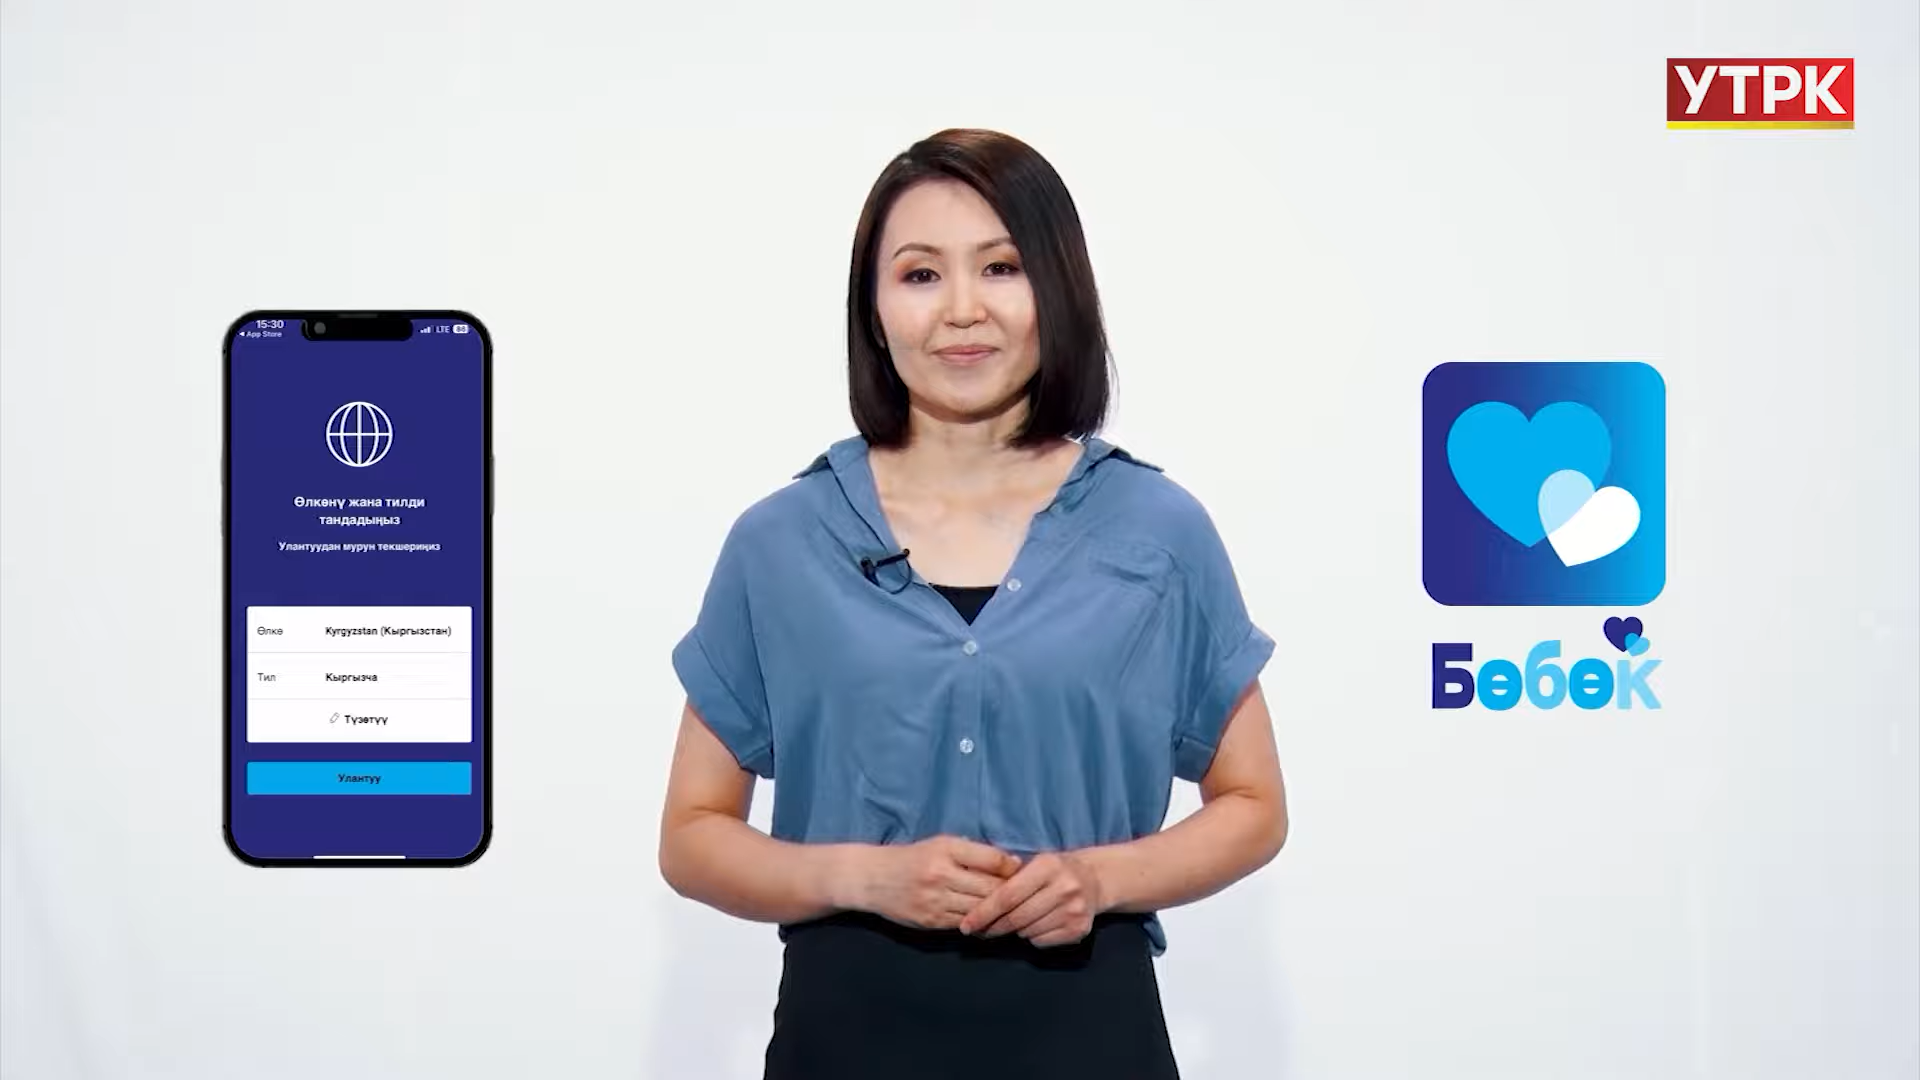 УТРК
15:30
App Store
LTE 86
Өлкөнү жана тилди
тандадыңыз
Улантуудан мурун текшериңиз
Өлкө Kyrgyzstan (Кыргызстан)
Тил Кыргызча
Түзөтүү
Улантуу
Бөбөк